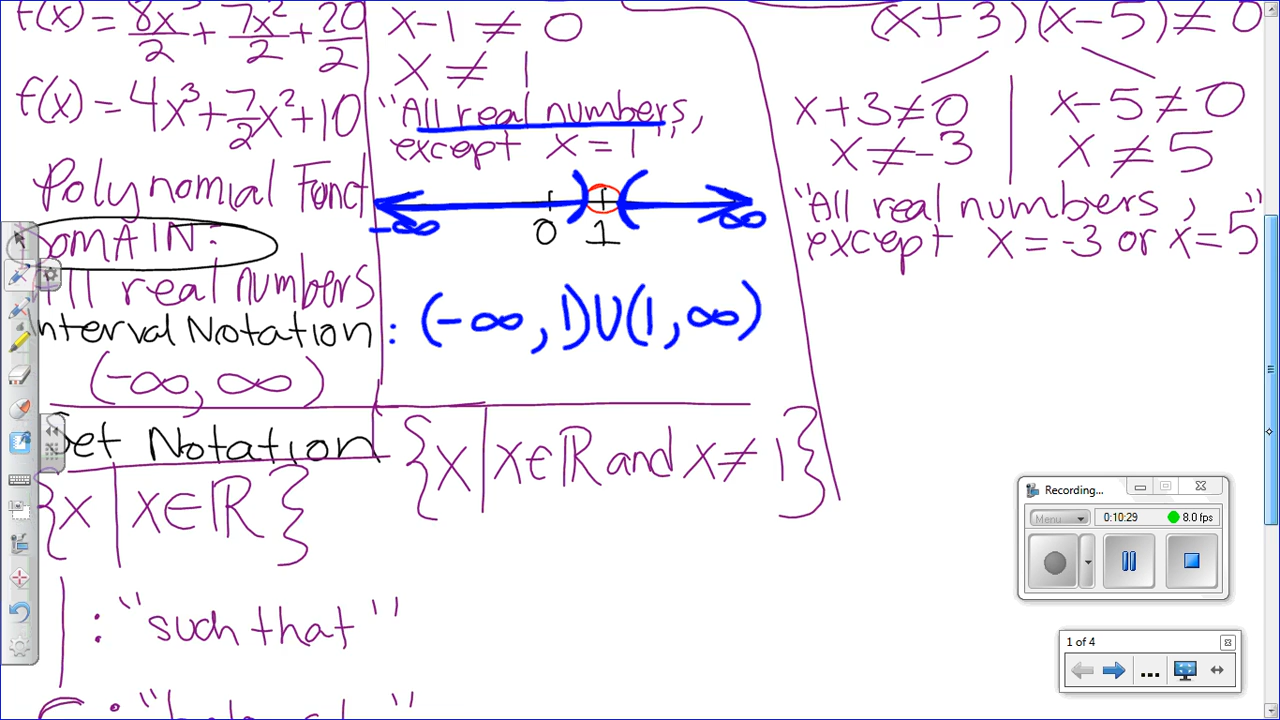 f(x) = 8x³/2 + 7x²/2 + 20/2
f(x) = 4x³ + 7/2x² + 10
Polynomial Funct
DOMAIN:
All real numbers
Interval Notation :
(-∞, ∞)
Set Notation
{x | x∈ℝ}
| : "such that"
x-1 ≠ 0
x ≠ 1
"All real numbers,
except x = 1"
-∞ 0 1 ∞
(-∞, 1)∪(1, ∞)
{x | x∈ℝ and x ≠ 1}
(x+3)(x-5) ≠ 0
x+3≠0
x≠-3
x-5≠0
x ≠ 5
"All real numbers,
except x = -3 or x=5"
Recording...
Menu
0:10:29
8.0 fps
1 of 4